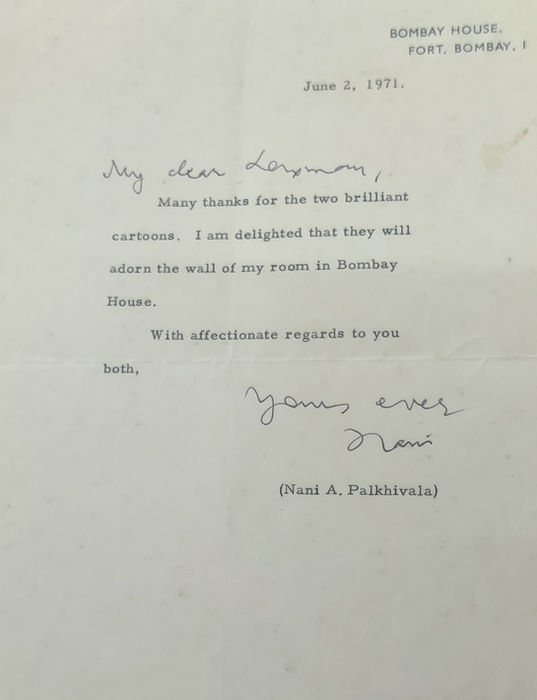 BOMBAY HOUSE,
FORT, BOMBAY, I
June 2, 1971.
My dear Laxman,
Many thanks for the two brilliant
cartoons. I am delighted that they will
adorn the wall of my room in Bombay
House.
With affectionate regards to you
both,
Yours ever
Nani
(Nani A. Palkhivala)